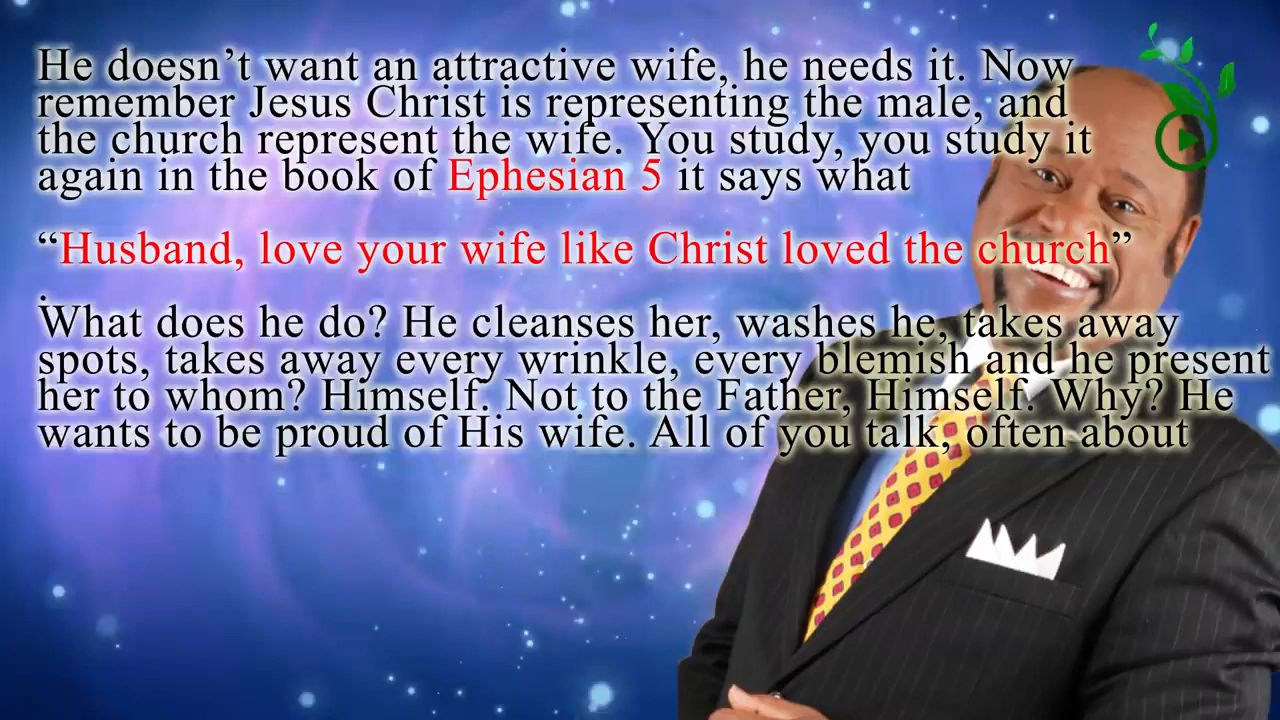 He doesn’t want an attractive wife, he needs it. Now
remember Jesus Christ is representing the male, and
the church represent the wife. You study, you study it
again in the book of Ephesian 5 it says what
“Husband, love your wife like Christ loved the church”
.
What does he do? He cleanses her, washes he, takes away
spots, takes away every wrinkle, every blemish and he present
her to whom? Himself. Not to the Father, Himself. Why? He
wants to be proud of His wife. All of you talk, often about